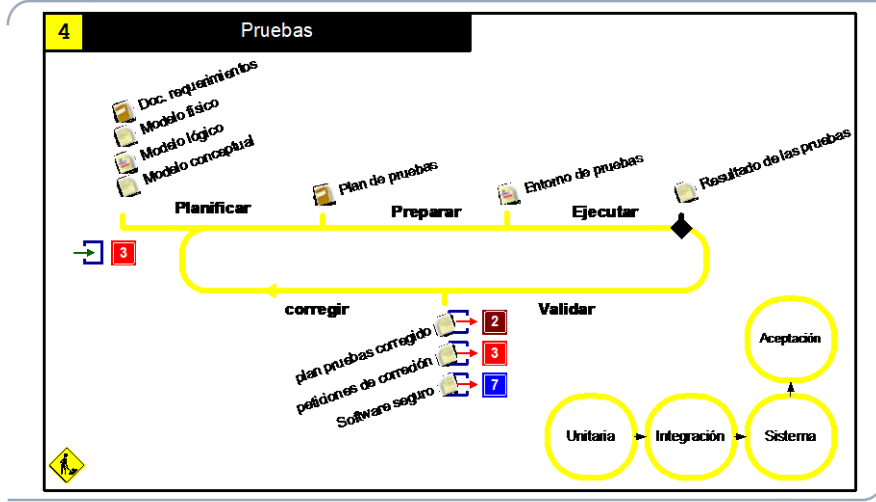 4
Pruebas
Doc. requerimientos
Modelo físico
Modelo lógico
Modelo conceptual
Plan de pruebas
Entorno de pruebas
Resultado de las pruebas
Planificar
Preparar
Ejecutar
3
corregir
Validar
plan pruebas corregido
2
peticiones de correción
3
Software seguro
7
Aceptación
Unitaria
Integración
Sistema